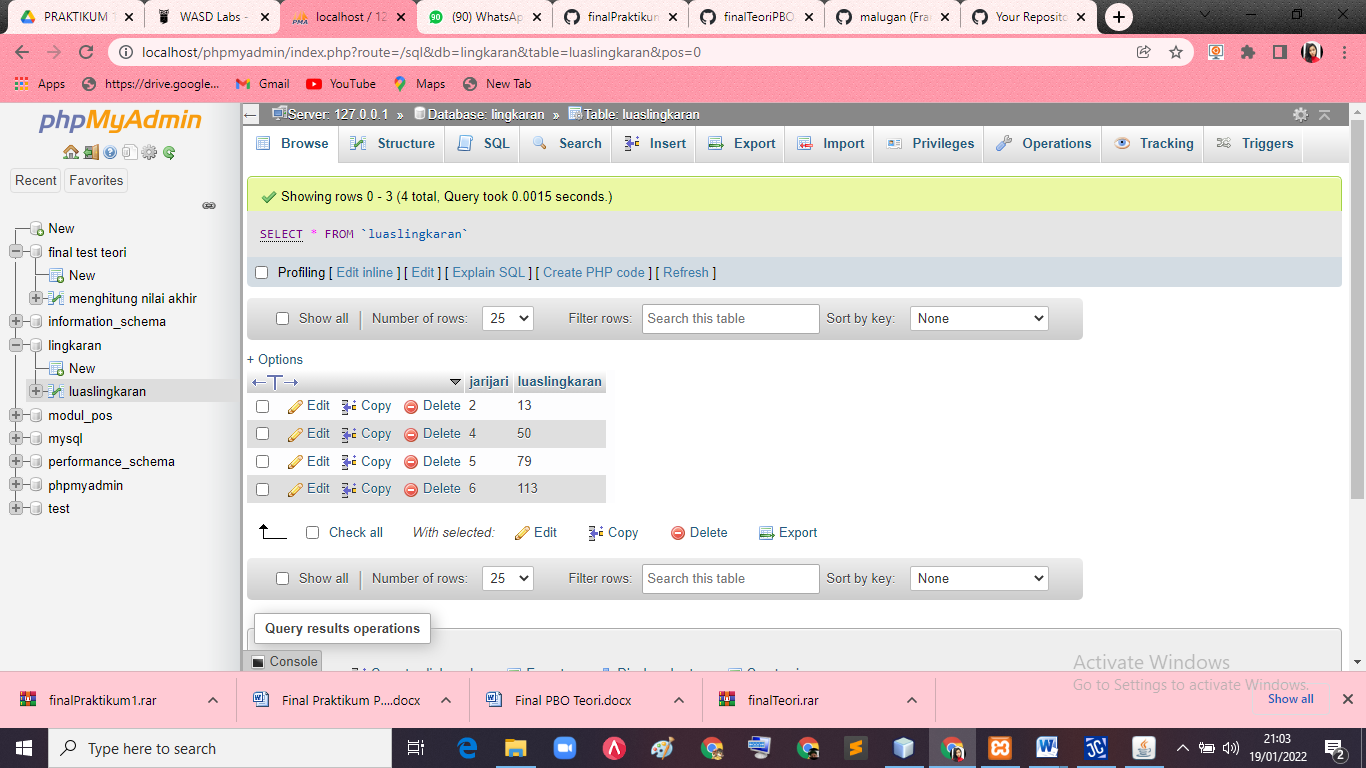 PRAKTIKUM T
WASD Labs -
localhost / 12
(90) WhatsAp
finalPraktikun
finalTeoriPBO
malugan (Fra
Your Reposito
localhost/phpmyadmin/index.php?route=/sql&db=lingkaran&table=luaslingkaran&pos=0
Apps
https://drive.google...
Gmail
YouTube
Maps
New Tab
phpMyAdmin
Recent
Favorites
New
final test teori
New
menghitung nilai akhir
information_schema
lingkaran
New
luaslingkaran
modul_pos
mysql
performance_schema
phpmyadmin
test
Server: 127.0.0.1 » Database: lingkaran » Table: luaslingkaran
Browse Structure SQL Search Insert Export Import Privileges Operations Tracking Triggers
Showing rows 0 - 3 (4 total, Query took 0.0015 seconds.)
SELECT * FROM `luaslingkaran`
Profiling [ Edit inline ] [ Edit ] [ Explain SQL ] [ Create PHP code ] [ Refresh ]
Show all Number of rows: 25 Filter rows: Search this table Sort by key: None
+ Options
jarijari luaslingkaran
Edit Copy Delete 2 13
Edit Copy Delete 4 50
Edit Copy Delete 5 79
Edit Copy Delete 6 113
Check all With selected: Edit Copy Delete Export
Show all Number of rows: 25 Filter rows: Search this table Sort by key: None
Query results operations
Console
Activate Windows
Go to Settings to activate Windows.
finalPraktikum1.rar
Final Praktikum P....docx
Final PBO Teori.docx
finalTeori.rar
Show all
Type here to search
21:03
19/01/2022
2